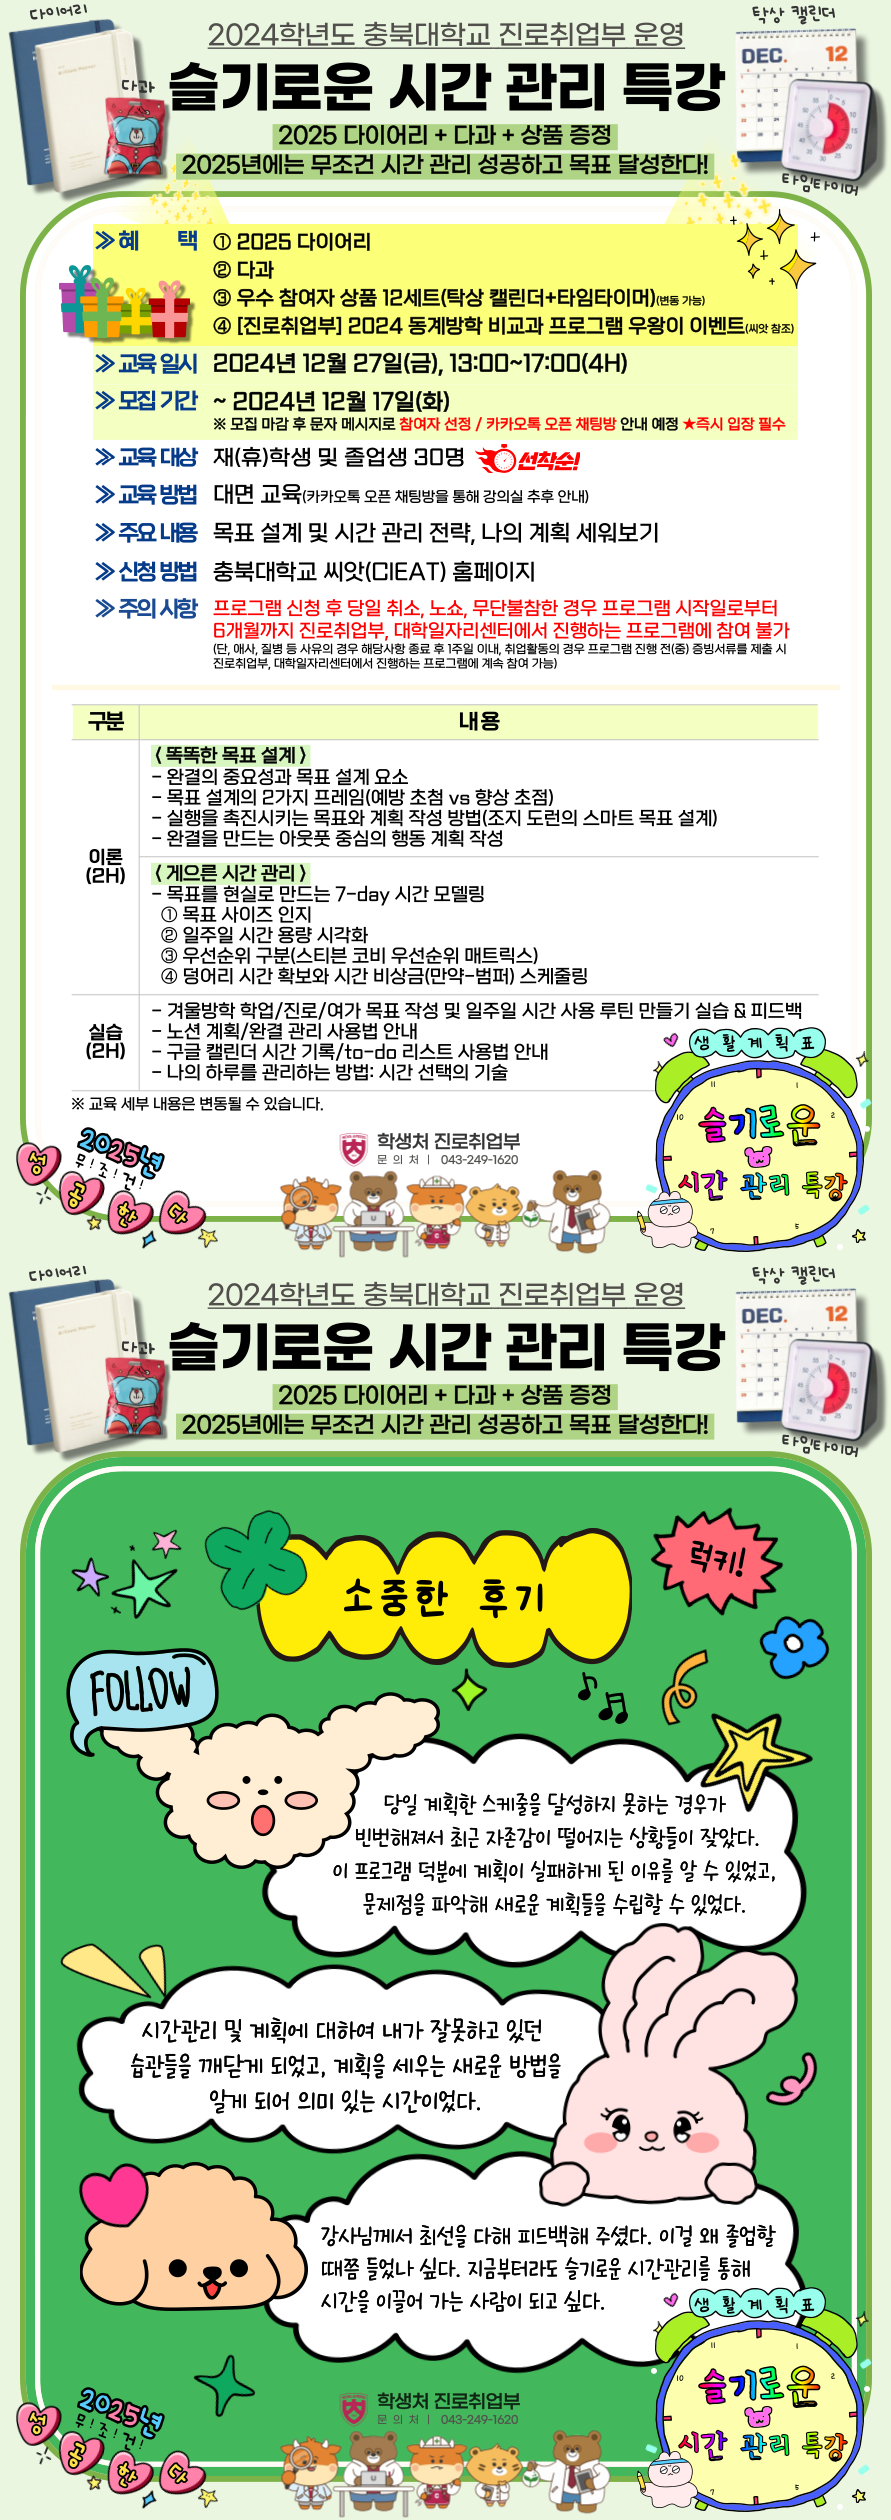 다이어리
탁상 캘린더
2024학년도 충북대학교 진로취업부 운영
DEC. 12
다과
슬기로운 시간 관리 특강
2025 다이어리 + 다과 + 상품 증정
2025년에는 무조건 시간 관리 성공하고 목표 달성한다!
타임타이머
≫ 혜 택 ① 2025 다이어리
② 다과
③ 우수 참여자 상품 12세트(탁상 캘린더+타임타이머)(변동 가능)
④ [진로취업부] 2024 동계방학 비교과 프로그램 우왕이 이벤트(씨앗 참조)
≫ 교육 일시 2024년 12월 27일(금), 13:00~17:00(4H)
≫ 모집 기간 ~ 2024년 12월 17일(화)
※ 모집 마감 후 문자 메시지로 참여자 선정 / 카카오톡 오픈 채팅방 안내 예정 ★즉시 입장 필수
≫ 교육 대상 재(휴)학생 및 졸업생 30명 선착순!
≫ 교육 방법 대면 교육(카카오톡 오픈 채팅방을 통해 강의실 추후 안내)
≫ 주요 내용 목표 설계 및 시간 관리 전략, 나의 계획 세워보기
≫ 신청 방법 충북대학교 씨앗(CIEAT) 홈페이지
≫ 주의 사항 프로그램 신청 후 당일 취소, 노쇼, 무단불참한 경우 프로그램 시작일로부터
6개월까지 진로취업부, 대학일자리센터에서 진행하는 프로그램에 참여 불가
(단, 애사, 질병 등 사유의 경우 해당사항 종료 후 1주일 이내, 취업활동의 경우 프로그램 진행 전(중) 증빙서류를 제출 시
진로취업부, 대학일자리센터에서 진행하는 프로그램에 계속 참여 가능)
구분 내용
< 똑똑한 목표 설계 >
- 완결의 중요성과 목표 설계 요소
- 목표 설계의 2가지 프레임(예방 초첨 vs 향상 초점)
- 실행을 촉진시키는 목표와 계획 작성 방법(조지 도런의 스마트 목표 설계)
- 완결을 만드는 아웃풋 중심의 행동 계획 작성
이론
(2H)
< 게으른 시간 관리 >
- 목표를 현실로 만드는 7-day 시간 모델링
① 목표 사이즈 인지
② 일주일 시간 용량 시각화
③ 우선순위 구분(스티븐 코비 우선순위 매트릭스)
④ 덩어리 시간 확보와 시간 비상금(만약-범퍼) 스케줄링
실습
(2H)
- 겨울방학 학업/진로/여가 목표 작성 및 일주일 시간 사용 루틴 만들기 실습 & 피드백
- 노션 계획/완결 관리 사용법 안내
- 구글 캘린더 시간 기록/to-do 리스트 사용법 안내
- 나의 하루를 관리하는 방법: 시간 선택의 기술
※ 교육 세부 내용은 변동될 수 있습니다.
생활계획표
11 1
10 2
슬기로운
시간 관리 특강
7 5
2025년
무!조!건!
성공한다
학생처 진로취업부
문 의 처 | 043-249-1620
다이어리
탁상 캘린더
2024학년도 충북대학교 진로취업부 운영
DEC. 12
다과
슬기로운 시간 관리 특강
2025 다이어리 + 다과 + 상품 증정
2025년에는 무조건 시간 관리 성공하고 목표 달성한다!
타임타이머
소중한 후기
럭키!
FOLLOW
당일 계획한 스케줄을 달성하지 못하는 경우가
빈번해져서 최근 자존감이 떨어지는 상황들이 잦았다.
이 프로그램 덕분에 계획이 실패하게 된 이유를 알 수 있었고,
문제점을 파악해 새로운 계획들을 수립할 수 있었다.
시간관리 및 계획에 대하여 내가 잘못하고 있던
습관들을 깨닫게 되었고, 계획을 세우는 새로운 방법을
알게 되어 의미 있는 시간이었다.
강사님께서 최선을 다해 피드백해 주셨다. 이걸 왜 졸업할
때쯤 들었나 싶다. 지금부터라도 슬기로운 시간관리를 통해
시간을 이끌어 가는 사람이 되고 싶다.
생활계획표
11 1
10 2
슬기로운
시간 관리 특강
7 5
2025년
무!조!건!
성공한다
학생처 진로취업부
문 의 처 | 043-249-1620